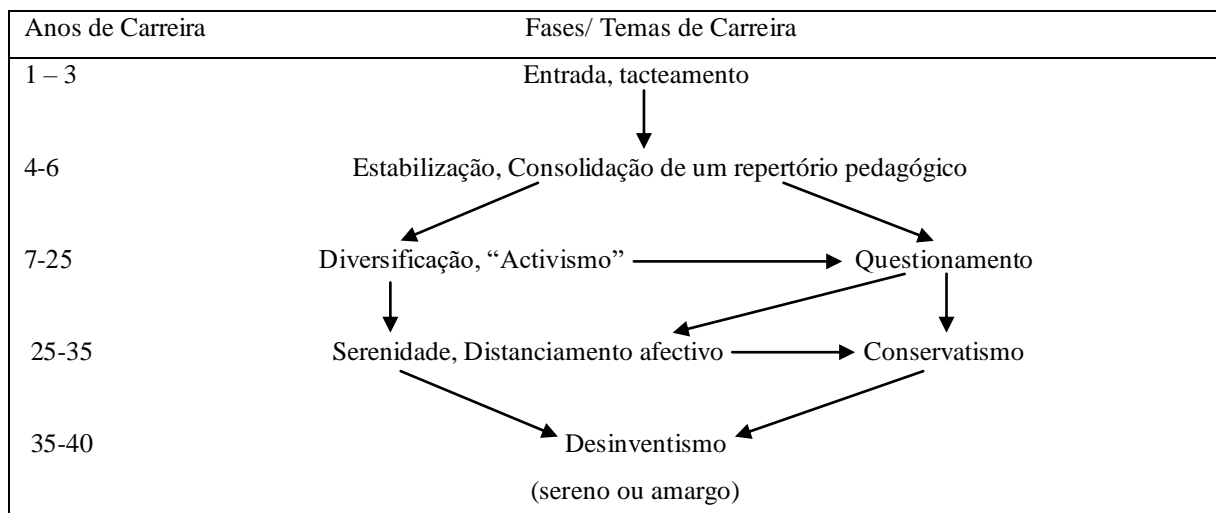 Anos de Carreira Fases/ Temas de Carreira
1 – 3 Entrada, tacteamento
4-6 Estabilização, Consolidação de um repertório pedagógico
7-25 Diversificação, “Activismo” Questionamento
25-35 Serenidade, Distanciamento afectivo Conservatismo
35-40 Desinventismo
(sereno ou amargo)